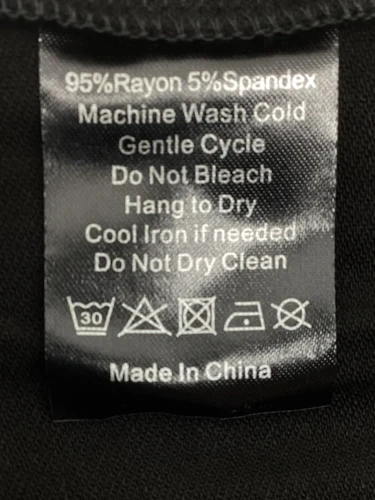 95%Rayon 5%Spandex
Machine Wash Cold
Gentle Cycle
Do Not Bleach
Hang to Dry
Cool Iron if needed
Do Not Dry Clean
30
Made In China